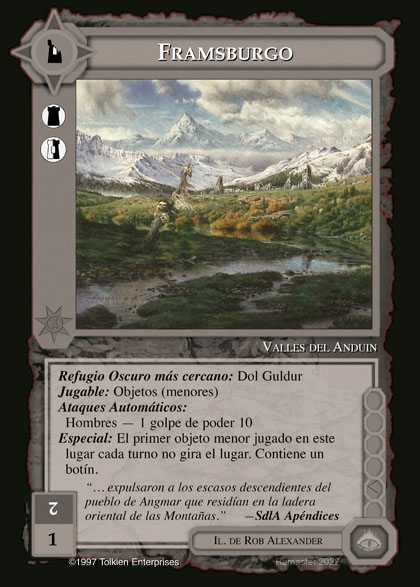 Framsburgo
Valles del Anduin
Refugio Oscuro más cercano: Dol Guldur
Jugable: Objetos (menores)
Ataques Automáticos:
Hombres — 1 golpe de poder 10
Especial: El primer objeto menor jugado en este
lugar cada turno no gira el lugar. Contiene un
botín.
“…expulsaron a los escasos descendientes del
pueblo de Angmar que residían en la ladera
oriental de las Montañas.” —SdlA Apéndices
2
1
Il. de Rob Alexander
©1997 Tolkien Enterprises
Remaster 2022